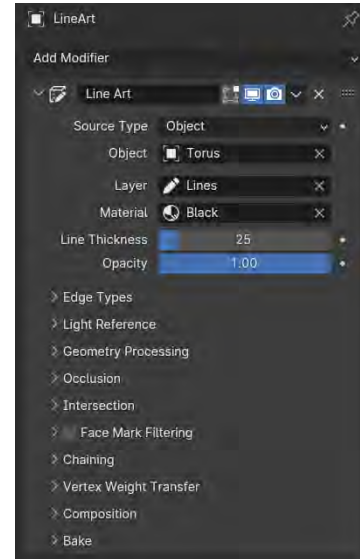 LineArt
Add Modifier
Line Art
Source Type Object
Object Torus
Layer Lines
Material Black
Line Thickness 25
Opacity 1.00
Edge Types
Light Reference
Geometry Processing
Occlusion
Intersection
Face Mark Filtering
Chaining
Vertex Weight Transfer
Composition
Bake